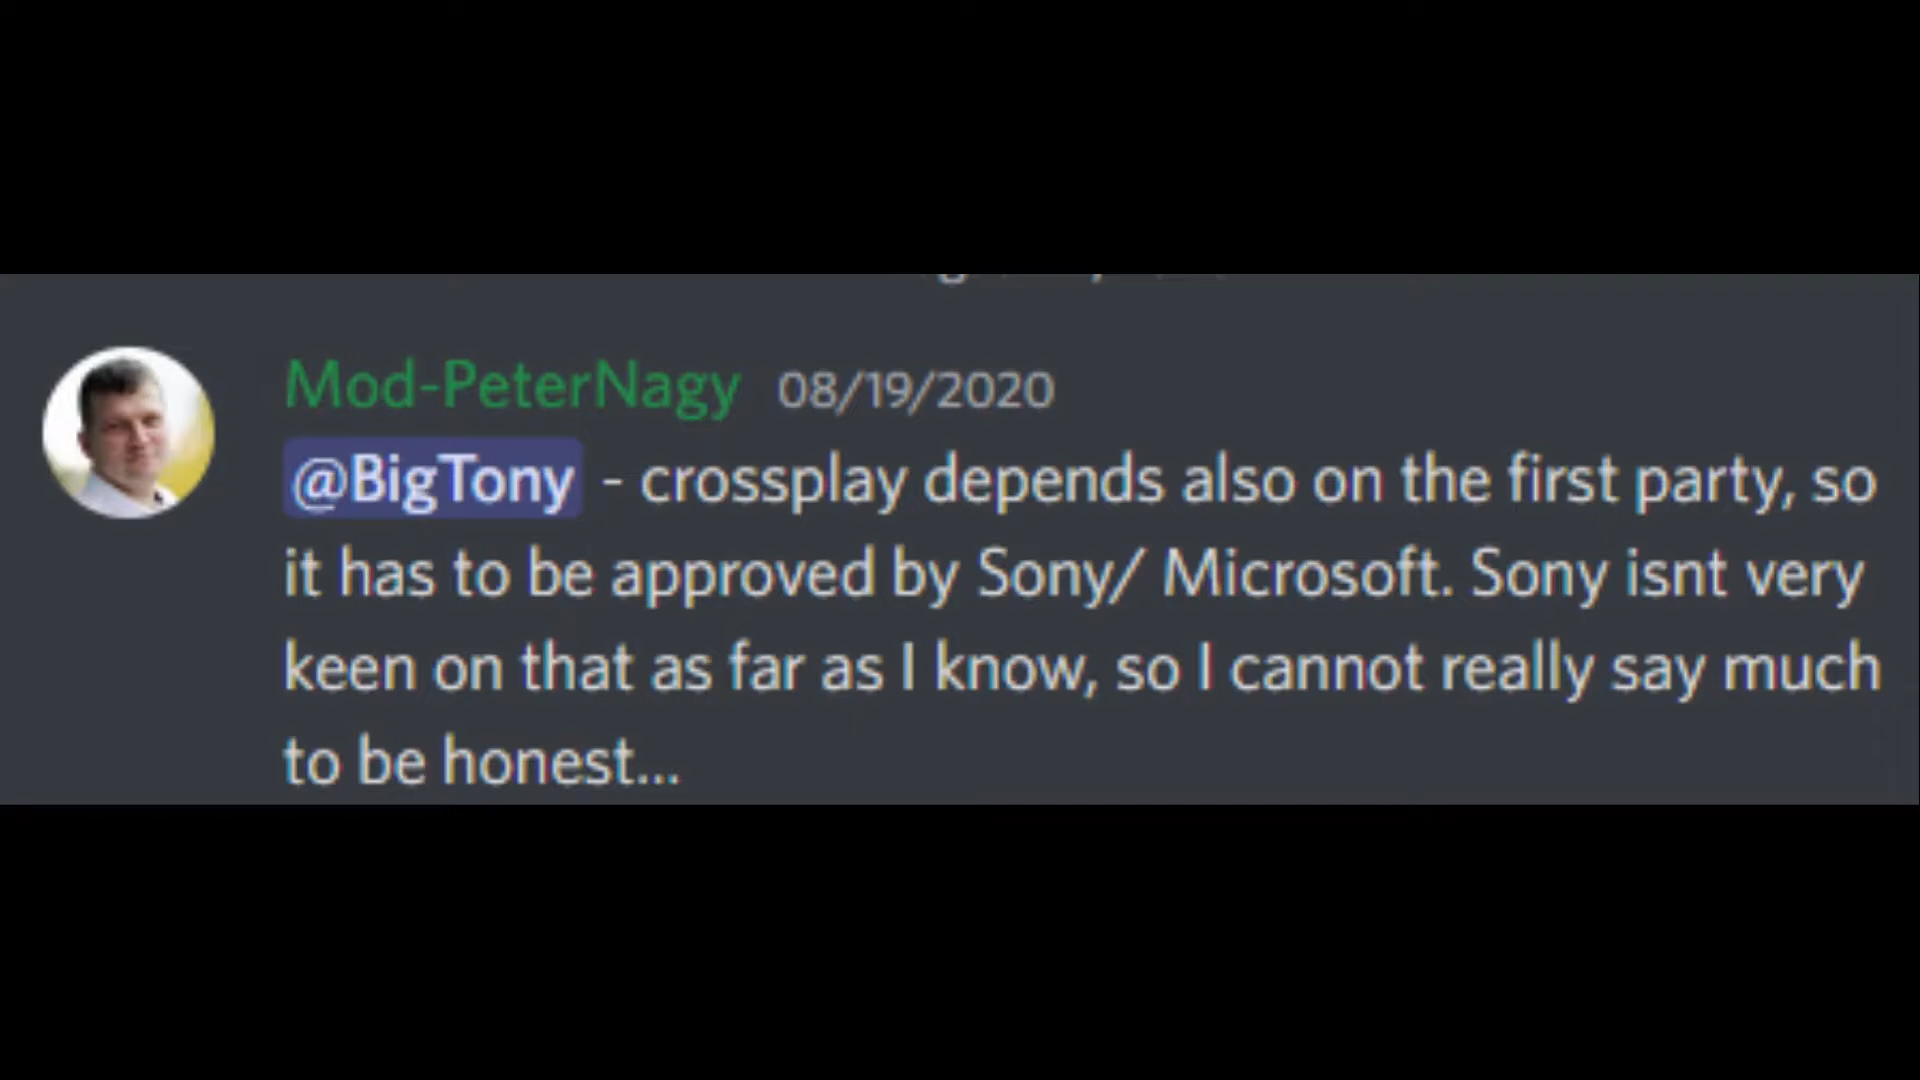 Mod-PeterNagy 08/19/2020
@BigTony - crossplay depends also on the first party, so
it has to be approved by Sony/ Microsoft. Sony isnt very
keen on that as far as I know, so I cannot really say much
to be honest...